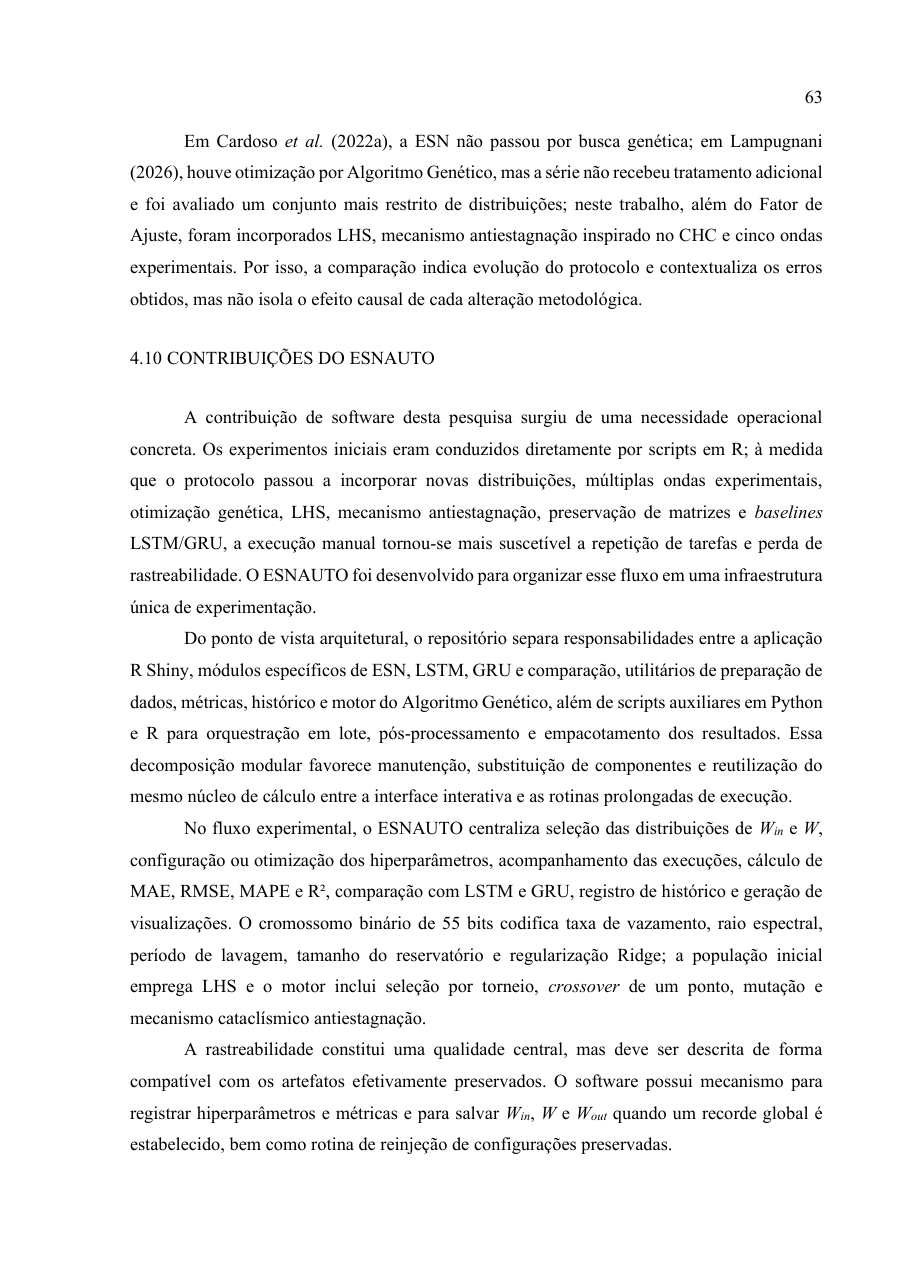 63
Em Cardoso et al. (2022a), a ESN não passou por busca genética; em Lampugnani
(2026), houve otimização por Algoritmo Genético, mas a série não recebeu tratamento adicional
e foi avaliado um conjunto mais restrito de distribuições; neste trabalho, além do Fator de
Ajuste, foram incorporados LHS, mecanismo antiestagnação inspirado no CHC e cinco ondas
experimentais. Por isso, a comparação indica evolução do protocolo e contextualiza os erros
obtidos, mas não isola o efeito causal de cada alteração metodológica.
4.10 CONTRIBUIÇÕES DO ESNAUTO
A contribuição de software desta pesquisa surgiu de uma necessidade operacional
concreta. Os experimentos iniciais eram conduzidos diretamente por scripts em R; à medida
que o protocolo passou a incorporar novas distribuições, múltiplas ondas experimentais,
otimização genética, LHS, mecanismo antiestagnação, preservação de matrizes e baselines
LSTM/GRU, a execução manual tornou-se mais suscetível a repetição de tarefas e perda de
rastreabilidade. O ESNAUTO foi desenvolvido para organizar esse fluxo em uma infraestrutura
única de experimentação.
Do ponto de vista arquitetural, o repositório separa responsabilidades entre a aplicação
R Shiny, módulos específicos de ESN, LSTM, GRU e comparação, utilitários de preparação de
dados, métricas, histórico e motor do Algoritmo Genético, além de scripts auxiliares em Python
e R para orquestração em lote, pós-processamento e empacotamento dos resultados. Essa
decomposição modular favorece manutenção, substituição de componentes e reutilização do
mesmo núcleo de cálculo entre a interface interativa e as rotinas prolongadas de execução.
No fluxo experimental, o ESNAUTO centraliza seleção das distribuições de Win e W,
configuração ou otimização dos hiperparâmetros, acompanhamento das execuções, cálculo de
MAE, RMSE, MAPE e R², comparação com LSTM e GRU, registro de histórico e geração de
visualizações. O cromossomo binário de 55 bits codifica taxa de vazamento, raio espectral,
período de lavagem, tamanho do reservatório e regularização Ridge; a população inicial
emprega LHS e o motor inclui seleção por torneio, crossover de um ponto, mutação e
mecanismo cataclísmico antiestagnação.
A rastreabilidade constitui uma qualidade central, mas deve ser descrita de forma
compatível com os artefatos efetivamente preservados. O software possui mecanismo para
registrar hiperparâmetros e métricas e para salvar Win, W e Wout quando um recorde global é
estabelecido, bem como rotina de reinjeção de configurações preservadas.